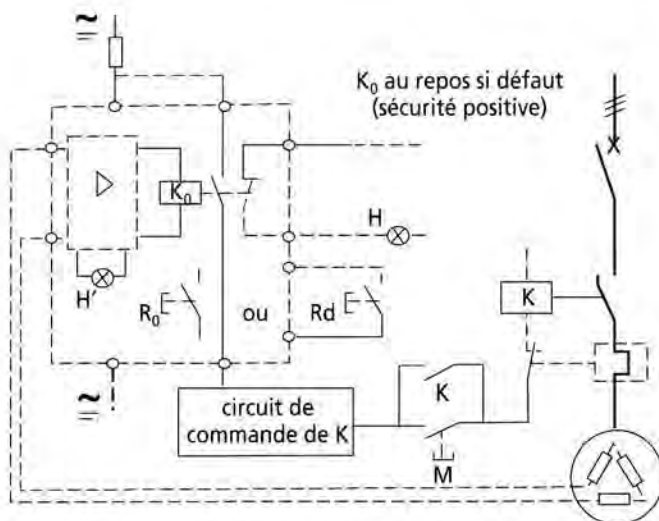 K₀ au repos si défaut
(sécurité positive)
K₀
H
H'
R₀
ou
Rd
K
circuit de
commande de K
K
M